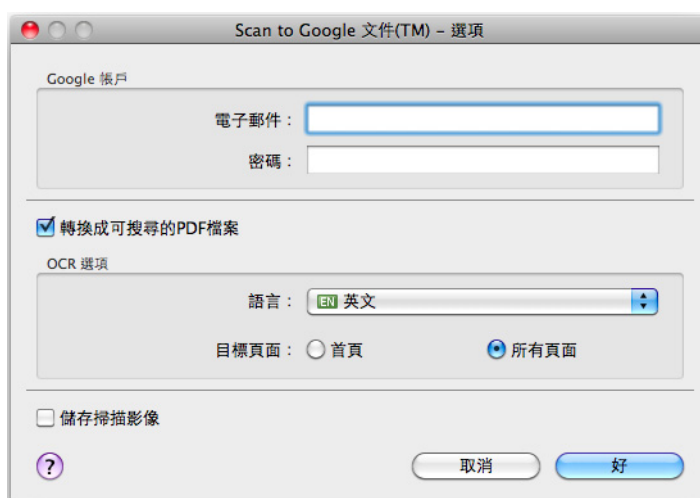 Scan to Google 文件(TM) – 選項
Google 帳戶
電子郵件：
密碼：
轉換成可搜尋的PDF檔案
OCR 選項
語言： EN 英文
目標頁面： 首頁 所有頁面
儲存掃描影像
? 取消 好